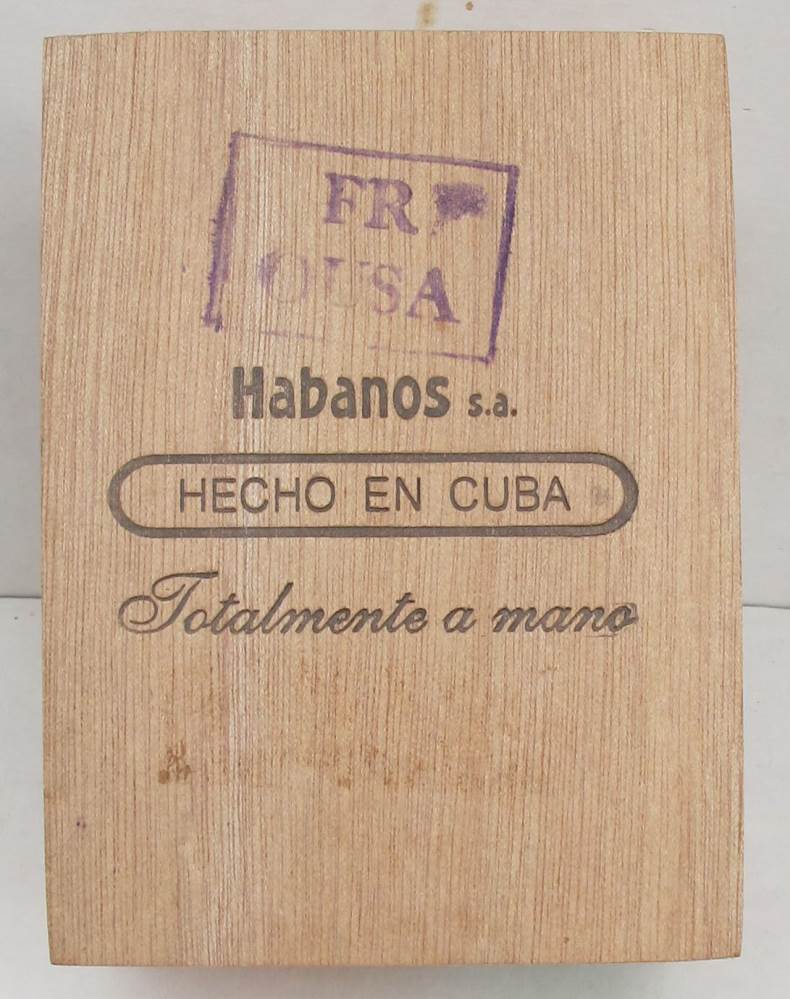 FR
OUSA
Habanos s.a.
HECHO EN CUBA
Totalmente a mano